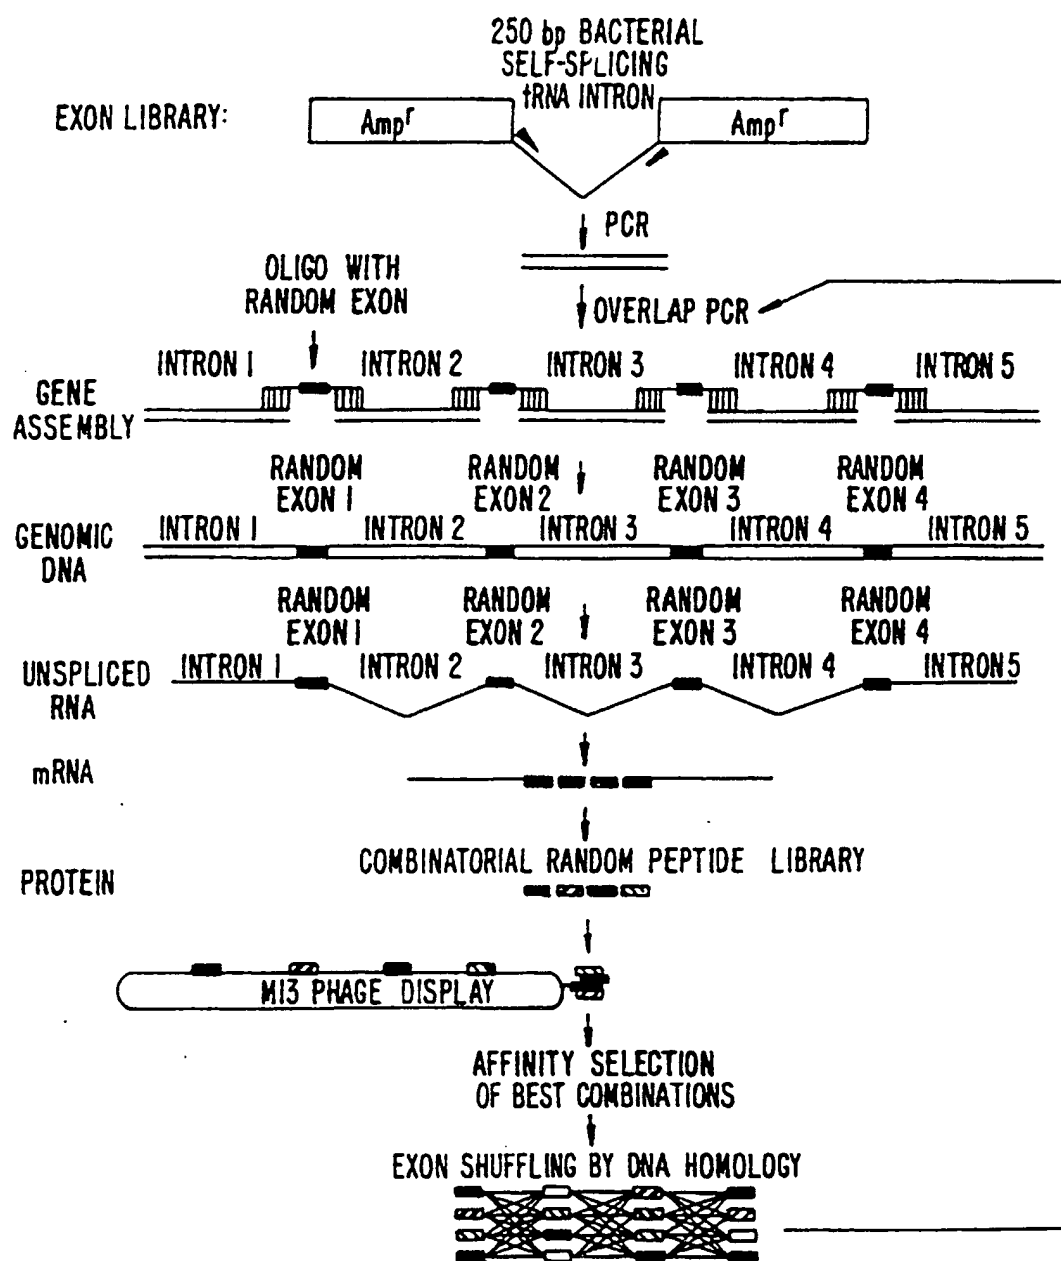 250 bp BACTERIAL
SELF-SPLICING
tRNA INTRON
EXON LIBRARY:
Ampr
Ampr
PCR
OLIGO WITH
RANDOM EXON
OVERLAP PCR
INTRON 1
INTRON 2
INTRON 3
INTRON 4
INTRON 5
GENE
ASSEMBLY
RANDOM
EXON 1
RANDOM
EXON 2
RANDOM
EXON 3
RANDOM
EXON 4
INTRON 1
INTRON 2
INTRON 3
INTRON 4
INTRON 5
GENOMIC
DNA
RANDOM
EXON 1
RANDOM
EXON 2
RANDOM
EXON 3
RANDOM
EXON 4
INTRON 1
INTRON 2
INTRON 3
INTRON 4
INTRON 5
UNSPLICED
RNA
mRNA
COMBINATORIAL RANDOM PEPTIDE LIBRARY
PROTEIN
M13 PHAGE DISPLAY
AFFINITY SELECTION
OF BEST COMBINATIONS
EXON SHUFFLING BY DNA HOMOLOGY